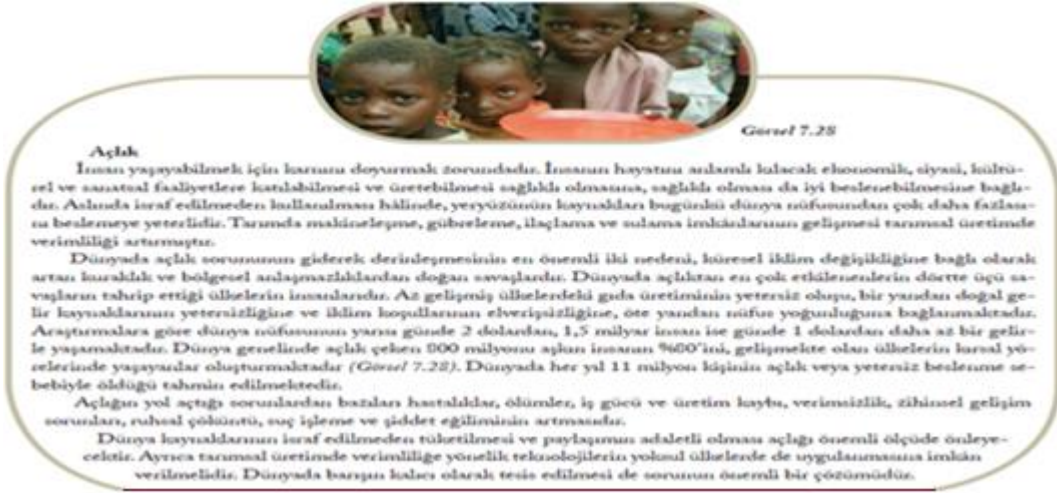 Görsel 7.28
Açlık
İnsan yaşayabilmek için karnını doyurmak zorundadır. İnsanın hayatını anlamlı kılacak ekonomik, siyasi, kültü-
rel ve sanatsal faaliyetlere katılabilmesi ve üretebilmesi sağlıklı olmasına, sağlıklı olması da iyi beslenebilmesine bağlı-
dır. Aslında israf edilmeden kullanılması hâlinde, yeryüzünün kaynakları bugünkü dünya nüfusundan çok daha fazlası-
nı beslemeye yeterlidir. Tarımda makineleşme, gübreleme, ilaçlama ve sulama imkânlarının gelişmesi tarımsal üretimde
verimliliği artırmıştır.
Dünyada açlık sorununun giderek derinleşmesinin en önemli iki nedeni, küresel iklim değişikliğine bağlı olarak
artan kuraklık ve bölgesel anlaşmazlıklardan doğan savaşlardır. Dünyada açlıktan en çok etkilenenlerin dörtte üçü sa-
vaşların tahrip ettiği ülkelerin insanlarıdır. Az gelişmiş ülkelerdeki gıda üretiminin yetersiz oluşu, bir yandan doğal ge-
lir kaynaklarının yetersizliğine ve iklim koşullarının elverişsizliğine, öte yandan nüfus yoğunluğuna bağlanmaktadır.
Araştırmalara göre dünya nüfusunun yarısı günde 2 dolardan, 1,5 milyar insan ise günde 1 dolardan daha az bir gelir-
le yaşamaktadır. Dünya genelinde açlık çeken 800 milyonu aşkın insanın %80'ini, gelişmekte olan ülkelerin kırsal yö-
relerinde yaşayanlar oluşturmaktadır (Görsel 7.28). Dünyada her yıl 11 milyon kişinin açlık veya yetersiz beslenme se-
bebiyle öldüğü tahmin edilmektedir.
Açlığın yol açtığı sorunlardan bazıları hastalıklar, ölümler, iş gücü ve üretim kaybı, verimsizlik, zihinsel gelişim
sorunları, ruhsal çöküntü, suç işleme ve şiddet eğiliminin artmasıdır.
Dünya kaynaklarının israf edilmeden tüketilmesi ve paylaşımın adaletli olması açlığı önemli ölçüde önleye-
cektir. Ayrıca tarımsal üretimde verimliliğe yönelik teknolojilerin yoksul ülkelerde de uygulanmasına imkân
verilmelidir. Dünyada barışın kalıcı olarak tesis edilmesi de sorunun önemli bir çözümüdür.